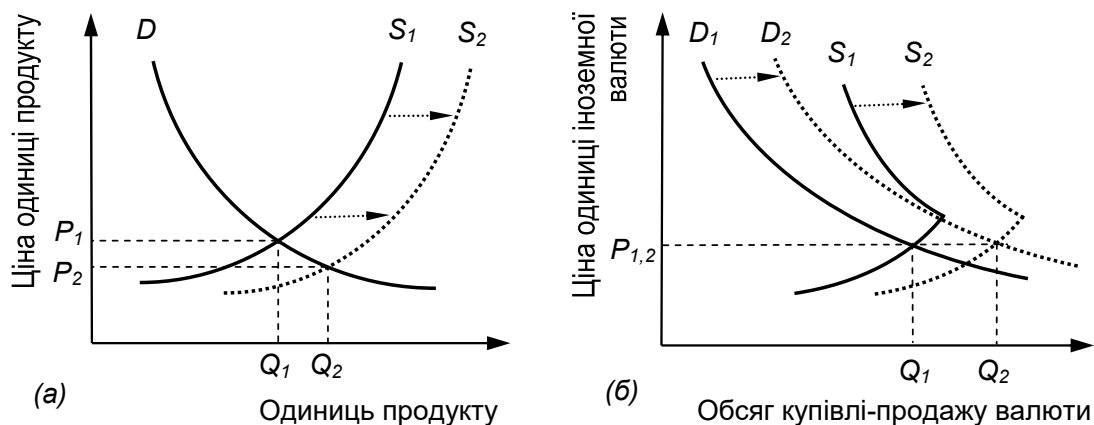 Ціна одиниці продукту
D
S1
S2
P1
P2
Q1
Q2
(а)
Одиниць продукту
Ціна одиниці іноземної
валюти
D1
D2
S1
S2
P1,2
Q1
Q2
(б)
Обсяг купівлі-продажу валюти